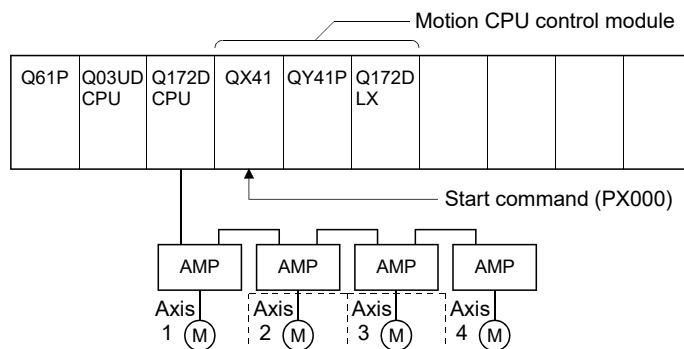 Motion CPU control module
Q61P
Q03UD
CPU
Q172D
CPU
QX41
QY41P
Q172D
LX
Start command (PX000)
AMP
AMP
AMP
AMP
Axis
1
M
Axis
2
M
Axis
3
M
Axis
4
M